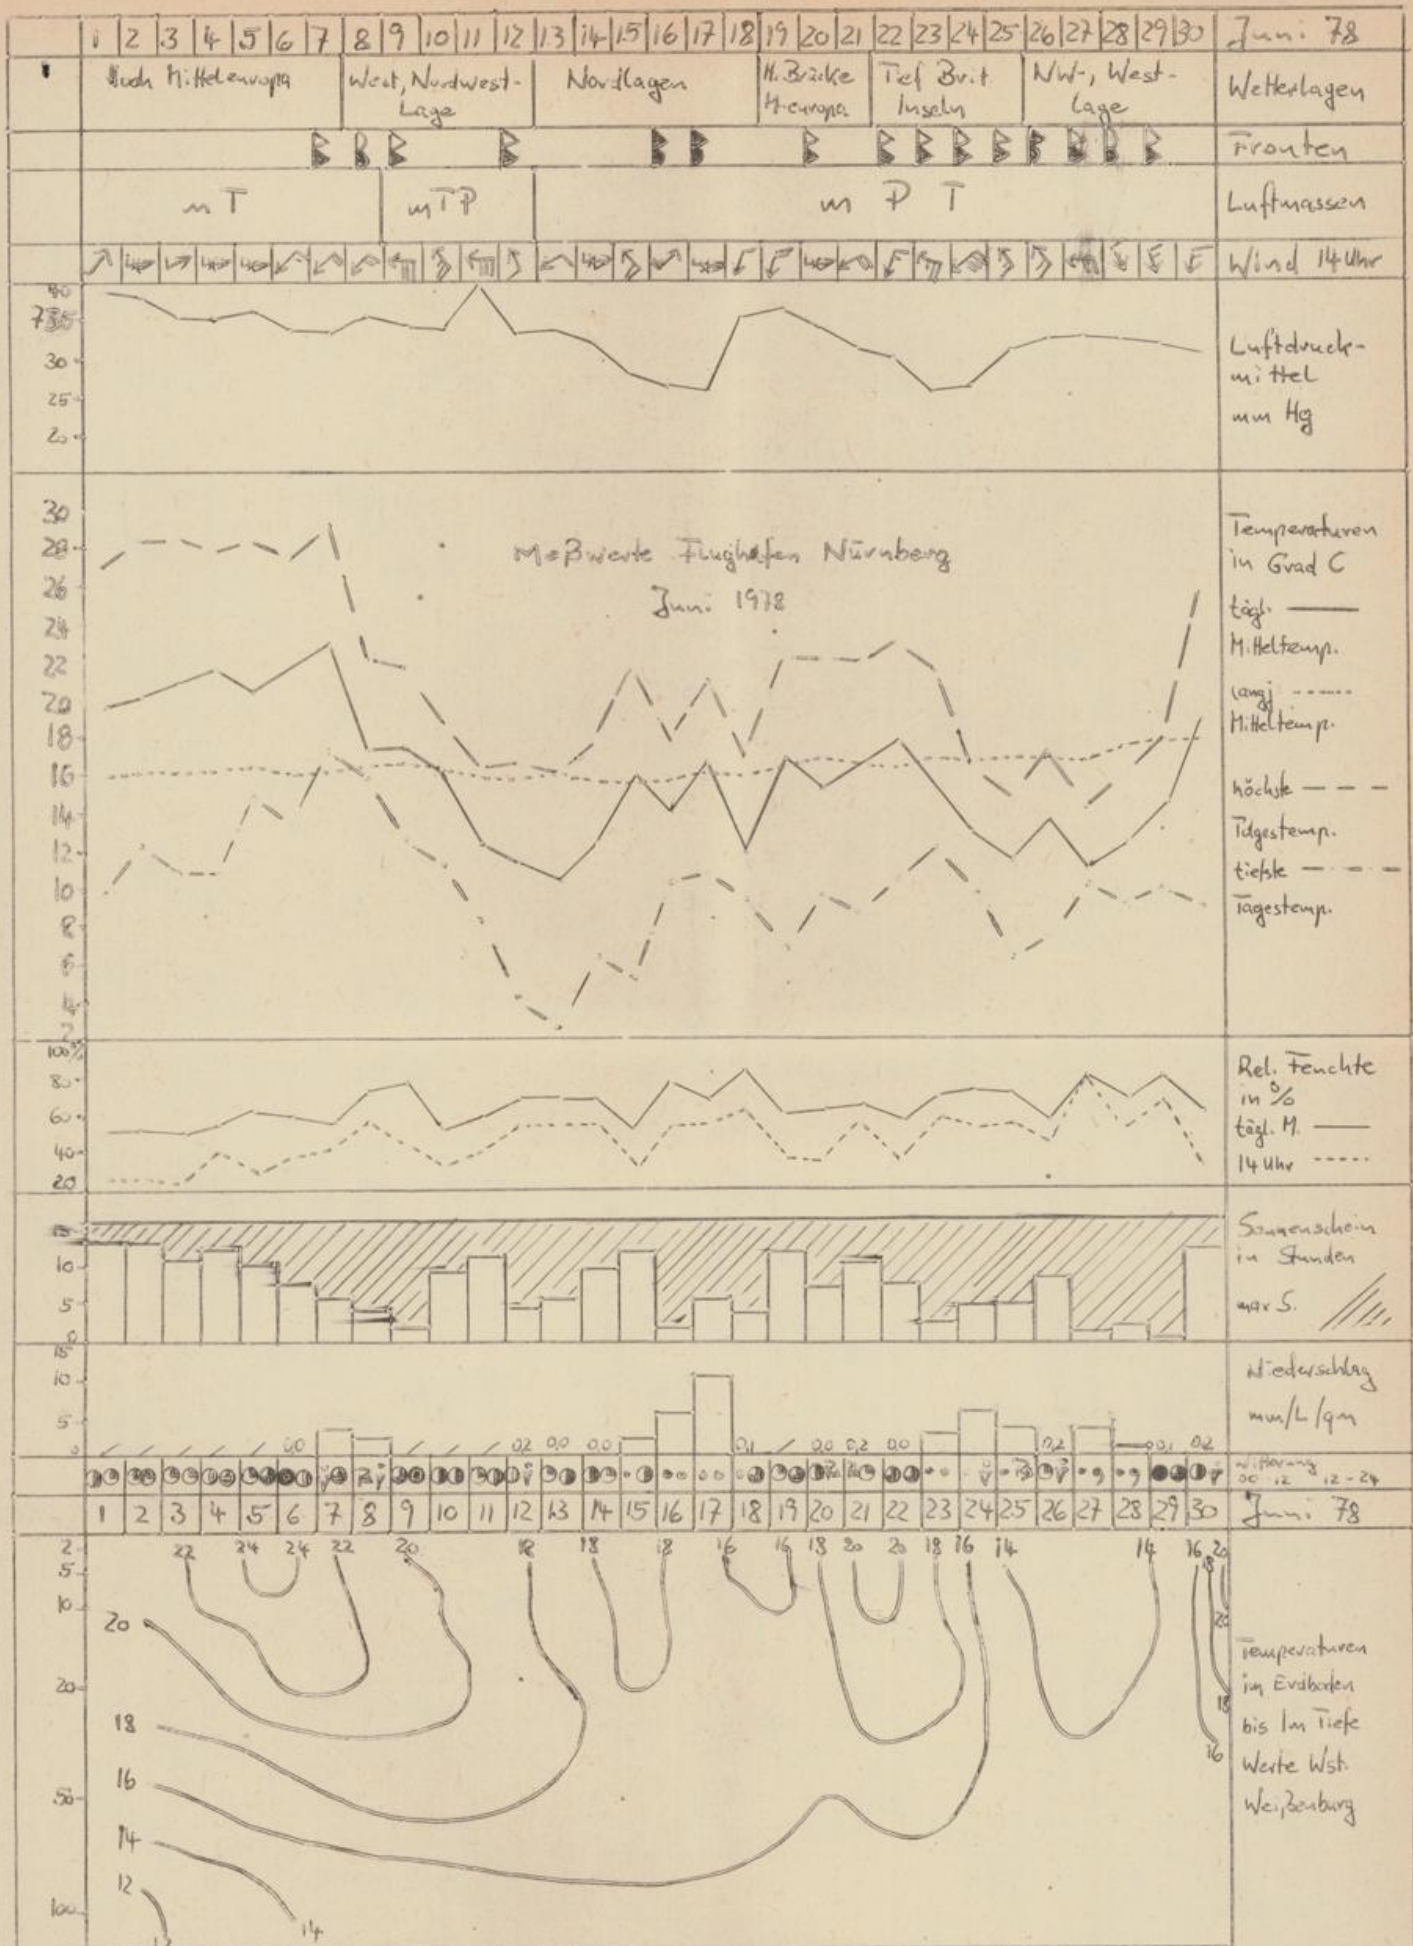 1 2 3 4 5 6 7 8 9 10 11 12 13 14 15 16 17 18 19 20 21 22 23 24 25 26 27 28 29 30 Juni 78
Hoch Mitteleuropa West, Nordwest- Nordlagen H. Brücke Tief Brit. NW-, West- Wetterlagen
Lage M-europa Inseln Lage
Fronten
mT mTP mPT Luftmassen
Wind 14 Uhr
40
735
30
25
20
Luftdruck-
mittel
mm Hg
30
28
26
24
22
20
18
16
14
12
10
8
6
4
2
Meßwerte Flughafen Nürnberg
Juni 1978
Temperaturen
in Grad C
tägl.
Mitteltemp.
langj
Mitteltemp.
höchste
Tagestemp.
tiefste
Tagestemp.
100%
80
60
40
20
Rel. Feuchte
in %
tägl. M.
14 Uhr
15
10
5
0
Sonnenschein
in Stunden
max S.
15
10
5
0
0,0 0,2 0,0 0,0 0,1 0,0 0,2 0,0 0,2 0,1 0,2
Niederschlag
mm/L/qm
Witterung
00 12 12-24
1 2 3 4 5 6 7 8 9 10 11 12 13 14 15 16 17 18 19 20 21 22 23 24 25 26 27 28 29 30 Juni 78
2
5
10
20
50
100
22 24 24 22 20 18 18 18 16 16 18 20 20 18 16 14 14 16 18 20
20
20
18
18
16
16
14
12
14
Temperaturen
im Erdboden
bis 1m Tiefe
Werte Wst.
Weißenburg